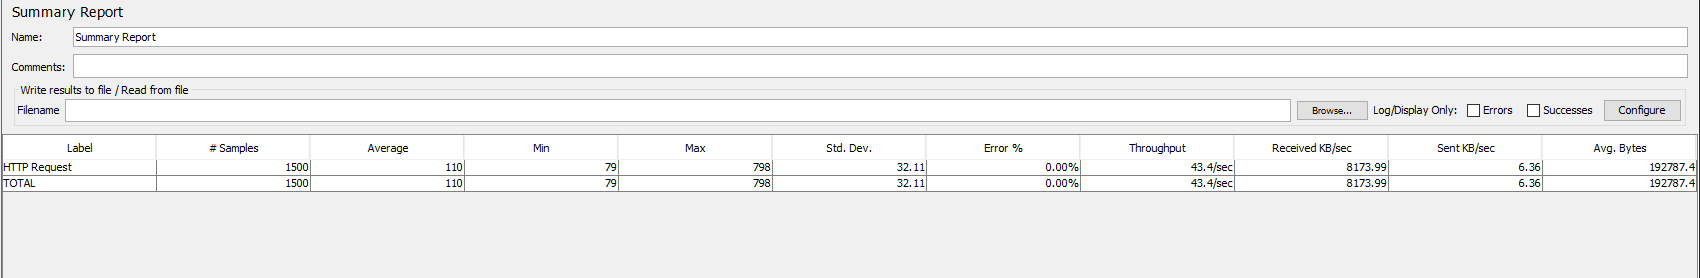 Summary Report
Name: Summary Report
Comments:
Write results to file / Read from file
Filename Browse... Log/Display Only: Errors Successes Configure
Label # Samples Average Min Max Std. Dev. Error % Throughput Received KB/sec Sent KB/sec Avg. Bytes
HTTP Request 1500 110 79 798 32.11 0.00% 43.4/sec 8173.99 6.36 192787.4
TOTAL 1500 110 79 798 32.11 0.00% 43.4/sec 8173.99 6.36 192787.4